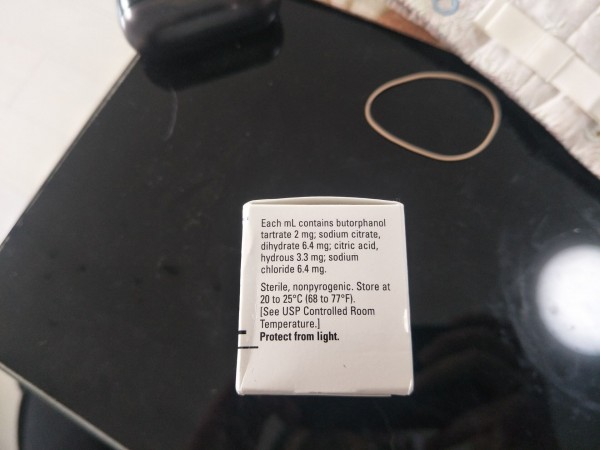 Each mL contains butorphanol
tartrate 2 mg; sodium citrate,
dihydrate 6.4 mg; citric acid,
hydrous 3.3 mg; sodium
chloride 6.4 mg.
Sterile, nonpyrogenic. Store at
20 to 25°C (68 to 77°F).
[See USP Controlled Room
Temperature.]
Protect from light.